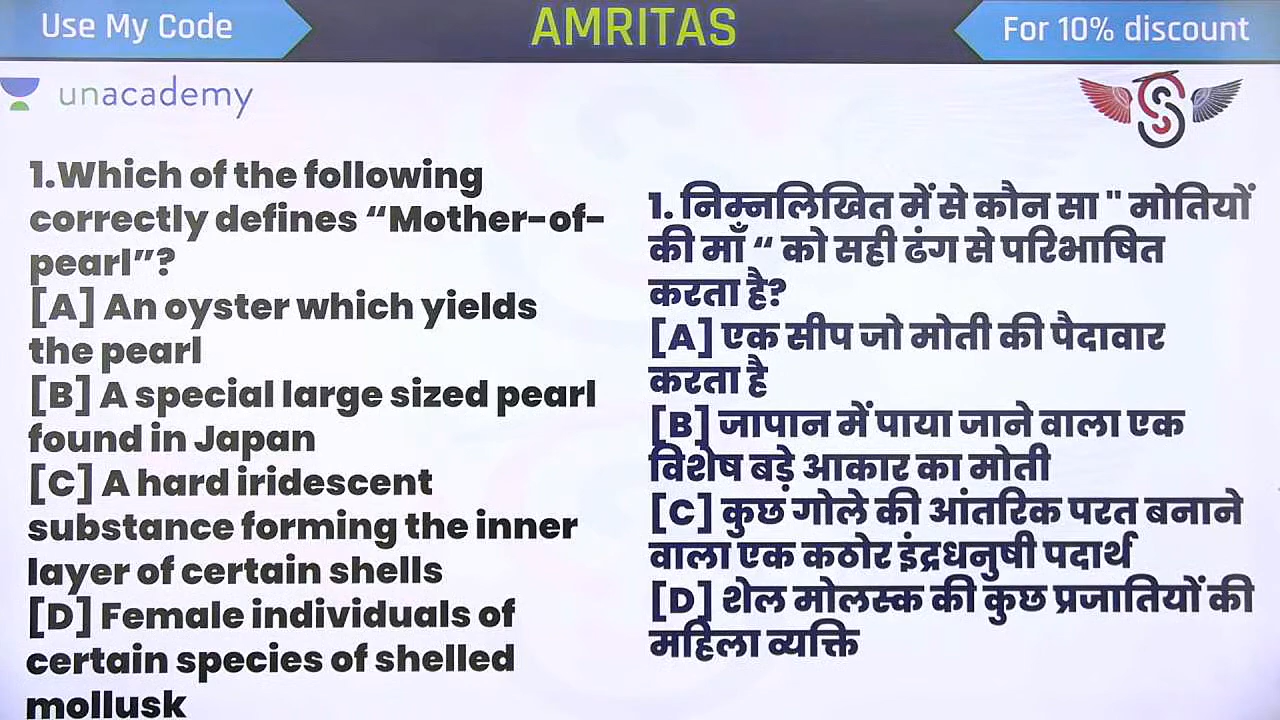 Use My Code
AMRITAS
For 10% discount
unacademy
1.Which of the following
correctly defines “Mother-of-
pearl”?
[A] An oyster which yields
the pearl
[B] A special large sized pearl
found in Japan
[C] A hard iridescent
substance forming the inner
layer of certain shells
[D] Female individuals of
certain species of shelled
mollusk
1. निम्नलिखित में से कौन सा " मोतियों
की माँ “ को सही ढंग से परिभाषित
करता है?
[A] एक सीप जो मोती की पैदावार
करता है
[B] जापान में पाया जाने वाला एक
विशेष बड़े आकार का मोती
[C] कुछ गोले की आंतरिक परत बनाने
वाला एक कठोर इंद्रधनुषी पदार्थ
[D] शेल मोलस्क की कुछ प्रजातियों की
महिला व्यक्ति